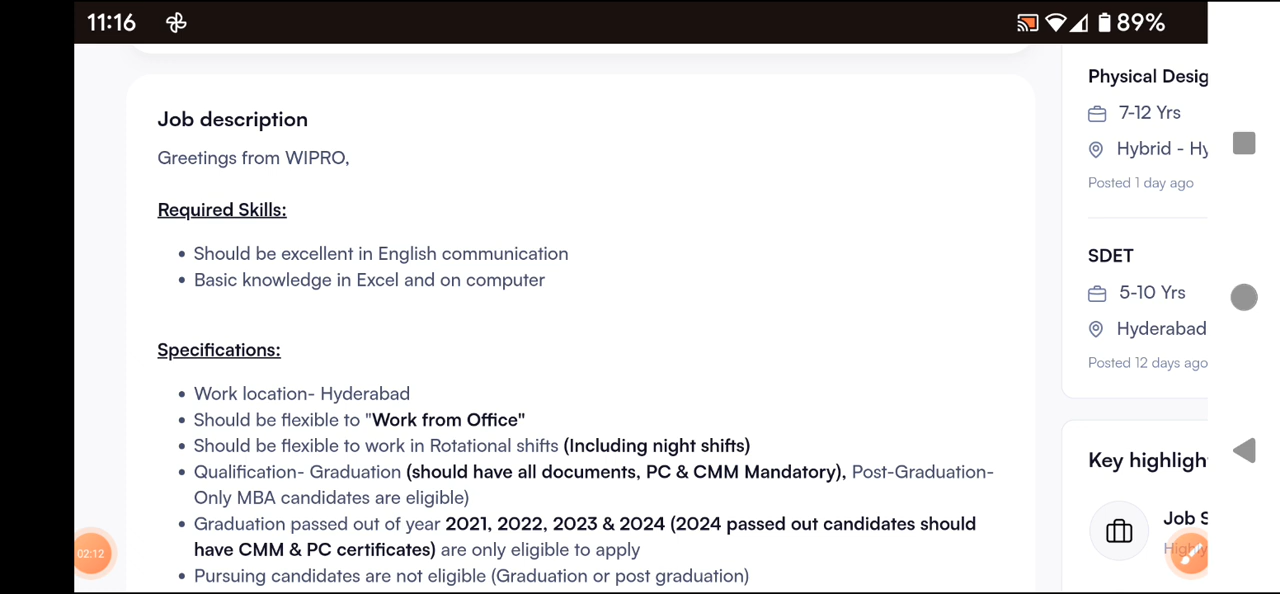 11:16
89%
Job description
Greetings from WIPRO,
Required Skills:
• Should be excellent in English communication
• Basic knowledge in Excel and on computer
Specifications:
• Work location- Hyderabad
• Should be flexible to "Work from Office"
• Should be flexible to work in Rotational shifts (Including night shifts)
• Qualification- Graduation (should have all documents, PC & CMM Mandatory), Post-Graduation-
Only MBA candidates are eligible)
• Graduation passed out of year 2021, 2022, 2023 & 2024 (2024 passed out candidates should
have CMM & PC certificates) are only eligible to apply
• Pursuing candidates are not eligible (Graduation or post graduation)
Physical Desig
7-12 Yrs
Hybrid - Hy
Posted 1 day ago
SDET
5-10 Yrs
Hyderabad
Posted 12 days ago
Key highligh
Job S
02:12